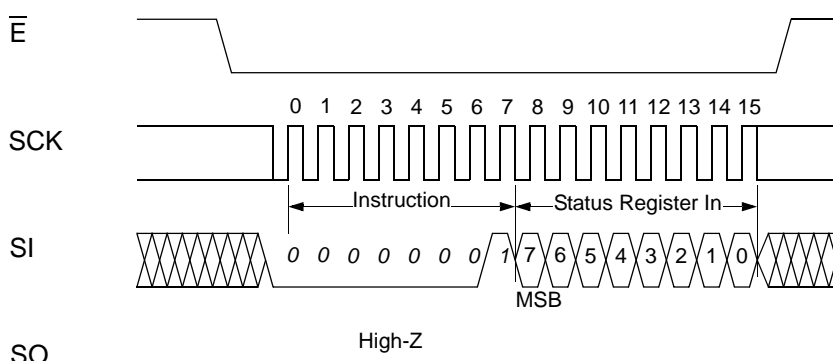 E̅
0 1 2 3 4 5 6 7 8 9 10 11 12 13 14 15
SCK
Instruction
Status Register In
SI
0 0 0 0 0 0 0 1 7 6 5 4 3 2 1 0
MSB
High-Z
SO